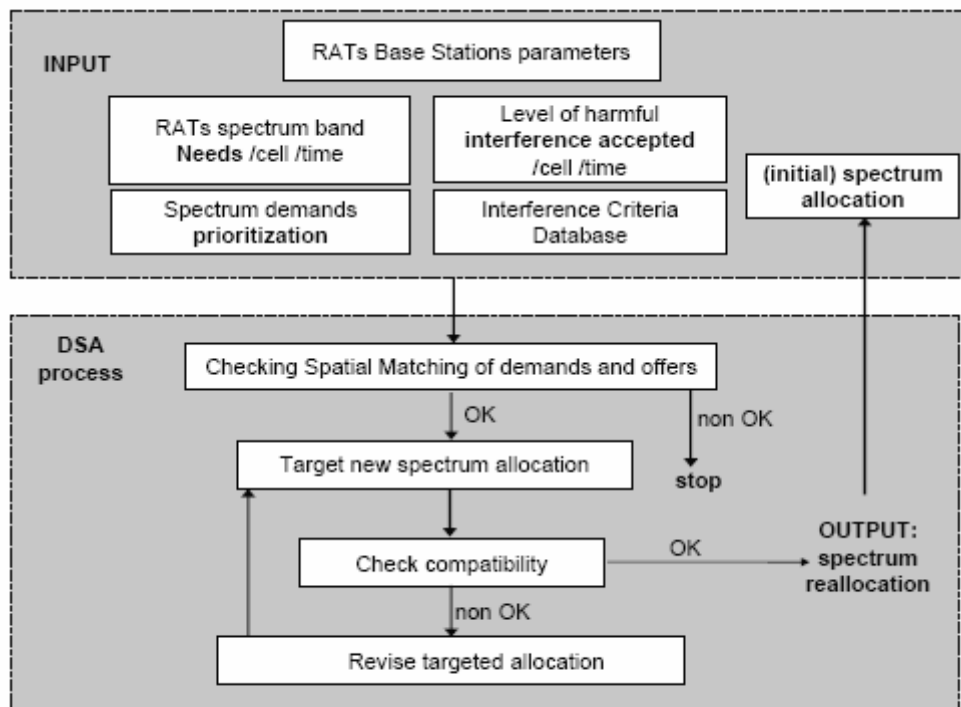 INPUT
RATs Base Stations parameters
RATs spectrum band
Needs /cell /time
Level of harmful
interference accepted
/cell /time
(initial) spectrum
allocation
Spectrum demands
prioritization
Interference Criteria
Database
DSA
process
Checking Spatial Matching of demands and offers
OK
non OK
Target new spectrum allocation
stop
Check compatibility
OK
OUTPUT:
spectrum
reallocation
non OK
Revise targeted allocation